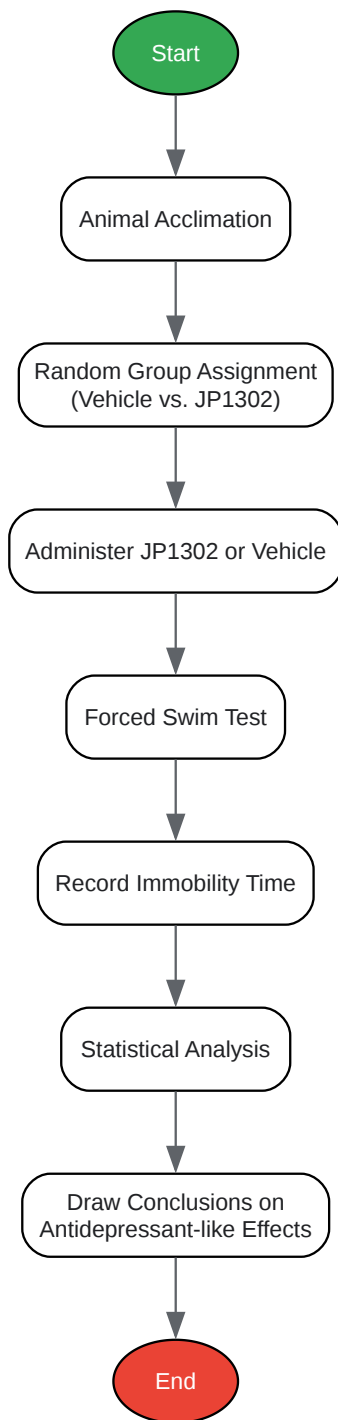 Start
Animal Acclimation
Random Group Assignment
(Vehicle vs. JP1302)
Administer JP1302 or Vehicle
Forced Swim Test
Record Immobility Time
Statistical Analysis
Draw Conclusions on
Antidepressant-like Effects
End